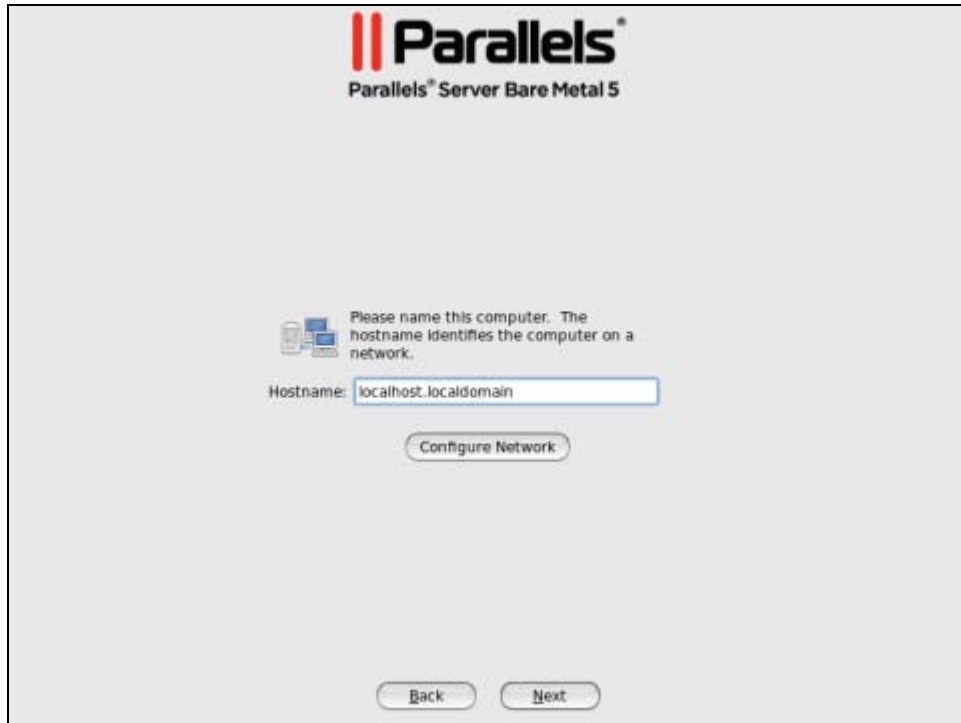 Parallels®
Parallels® Server Bare Metal 5
Please name this computer. The
hostname identifies the computer on a
network.
Hostname: localhost.localdomain
Configure Network
Back Next